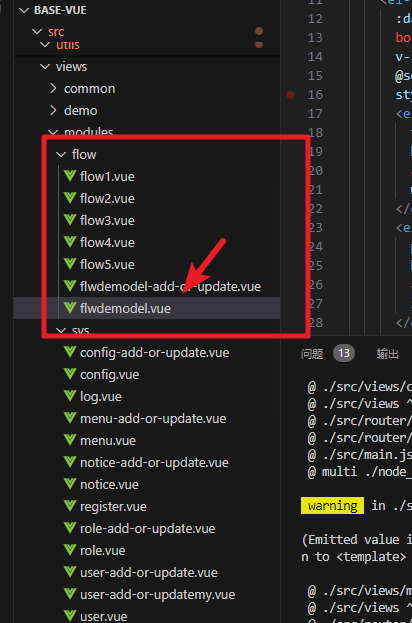 BASE-VUE
src
utils
views
common
demo
modules
flow
flow1.vue
flow2.vue
flow3.vue
flow4.vue
flow5.vue
flwdemodel-add-or-update.vue
flwdemodel.vue
sys
config-add-or-update.vue
config.vue
log.vue
menu-add-or-update.vue
menu.vue
notice-add-or-update.vue
notice.vue
register.vue
role-add-or-update.vue
role.vue
user-add-or-update.vue
user-add-or-updatemy.vue
user.vue
11 <el-
12 :da
13 bo
14 v-
15 @s
16 sty
17 <e
18
19
20
21
22 </
23 <e
24
25
26
27
28 </
问题 13 输出
@ ./src/views/c
@ ./src/views ^
@ ./src/router/
@ ./src/router/
@ ./src/main.js
@ multi ./node_
warning in ./s
(Emitted value i
n to <template>
@ ./src/views/m
@ ./src/views ^